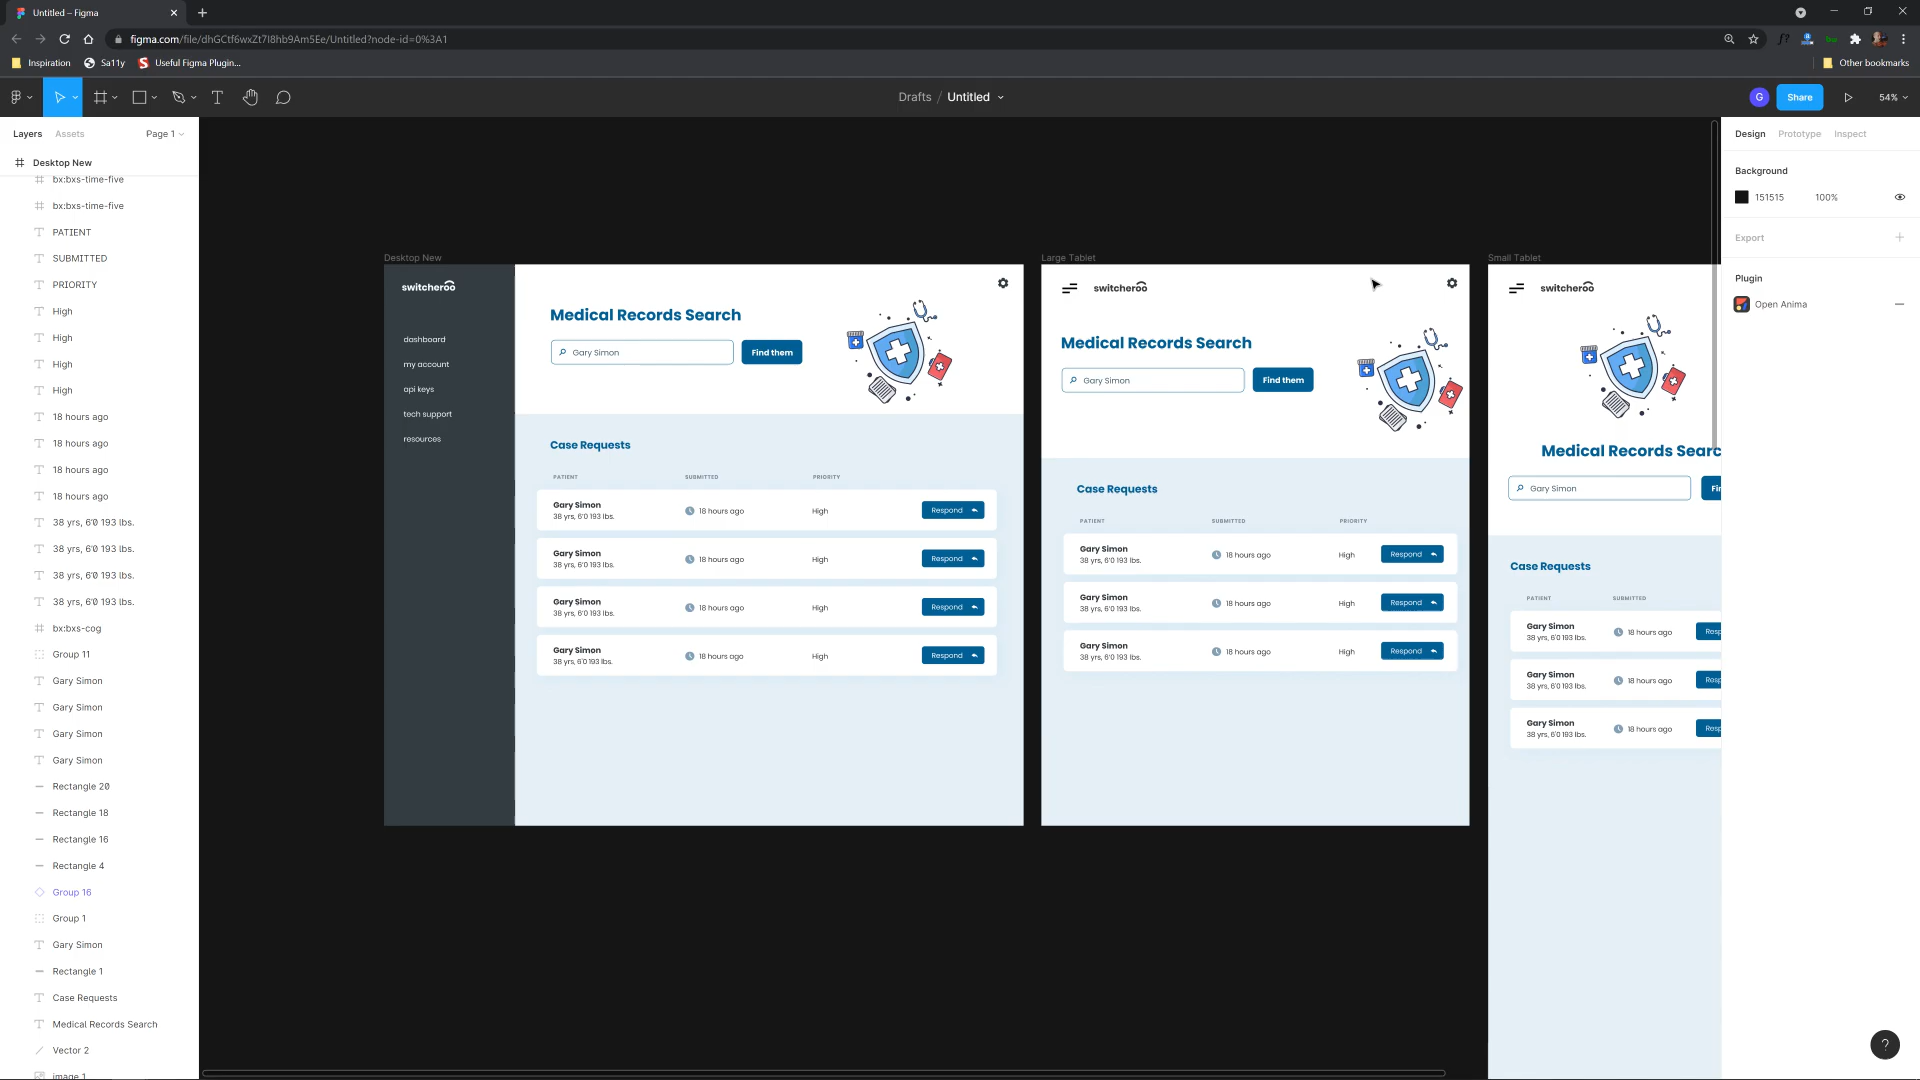 Untitled – Figma
figma.com/file/dhGCtf6wxZt7I8hb9Am5Ee/Untitled?node-id=0%3A1
Inspiration
Sa11y
Useful Figma Plugin...
Other bookmarks
Drafts / Untitled
G
Share
54%
Layers
Assets
Page 1
Desktop New
bx:bxs-time-five
bx:bxs-time-five
PATIENT
SUBMITTED
PRIORITY
High
High
High
High
18 hours ago
18 hours ago
18 hours ago
18 hours ago
38 yrs, 6'0 193 lbs.
38 yrs, 6'0 193 lbs.
38 yrs, 6'0 193 lbs.
38 yrs, 6'0 193 lbs.
bx:bxs-cog
Group 11
Gary Simon
Gary Simon
Gary Simon
Gary Simon
Rectangle 20
Rectangle 18
Rectangle 16
Rectangle 4
Group 16
Group 1
Gary Simon
Rectangle 1
Case Requests
Medical Records Search
Vector 2
image 1
Desktop New
switcheroo
dashboard
my account
api keys
tech support
resources
Medical Records Search
Gary Simon
Find them
Case Requests
PATIENT SUBMITTED PRIORITY
Gary Simon
38 yrs, 6'0 193 lbs.
18 hours ago
High
Respond
Gary Simon
38 yrs, 6'0 193 lbs.
18 hours ago
High
Respond
Gary Simon
38 yrs, 6'0 193 lbs.
18 hours ago
High
Respond
Gary Simon
38 yrs, 6'0 193 lbs.
18 hours ago
High
Respond
Large Tablet
switcheroo
Medical Records Search
Gary Simon
Find them
Case Requests
PATIENT SUBMITTED PRIORITY
Gary Simon
38 yrs, 6'0 193 lbs.
18 hours ago
High
Respond
Gary Simon
38 yrs, 6'0 193 lbs.
18 hours ago
High
Respond
Gary Simon
38 yrs, 6'0 193 lbs.
18 hours ago
High
Respond
Small Tablet
switcheroo
Medical Records Searc
Gary Simon
Fin
Case Requests
PATIENT SUBMITTED
Gary Simon
38 yrs, 6'0 193 lbs.
18 hours ago
Resp
Gary Simon
38 yrs, 6'0 193 lbs.
18 hours ago
Resp
Gary Simon
38 yrs, 6'0 193 lbs.
18 hours ago
Resp
Design
Prototype
Inspect
Background
151515
100%
Export
Plugin
Open Anima
?